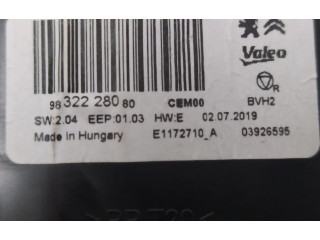 Valeo
R
98 322 280 80 CEM00 BVH2
SW:2.04 EEP:01.03 HW:E 02.07.2019
Made in Hungary E1172710_A 03926595